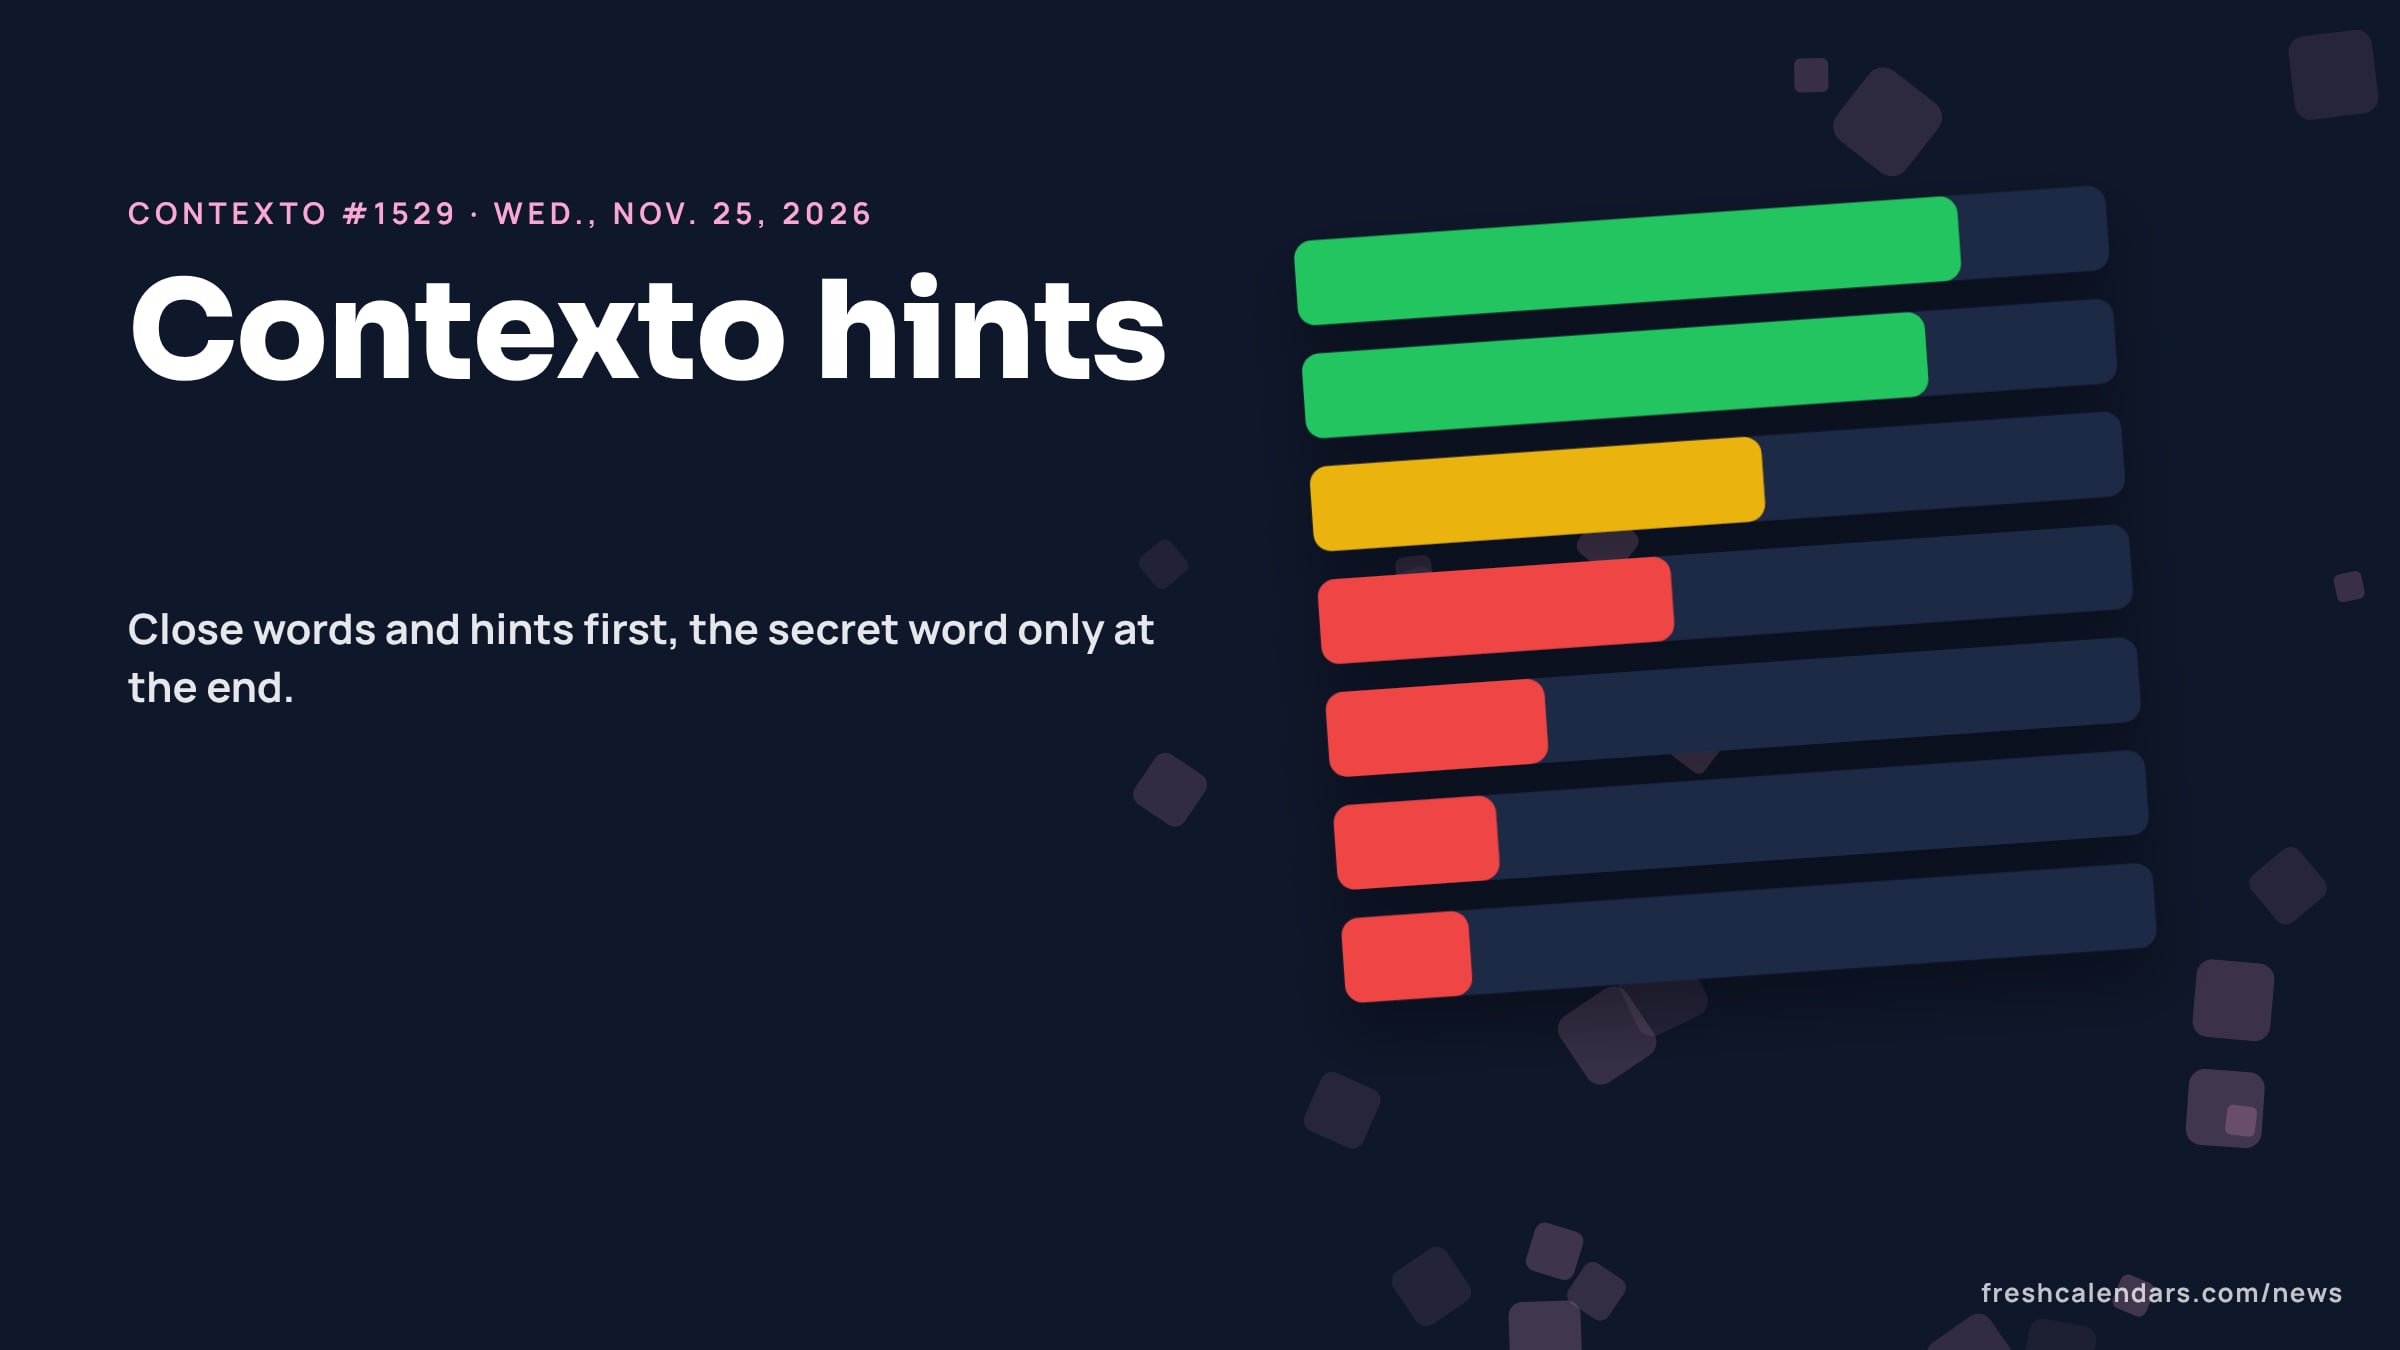 CONTEXTO #1529 · WED., NOV. 25, 2026
Contexto hints
Close words and hints first, the secret word only at
the end.
freshcalendars.com/news